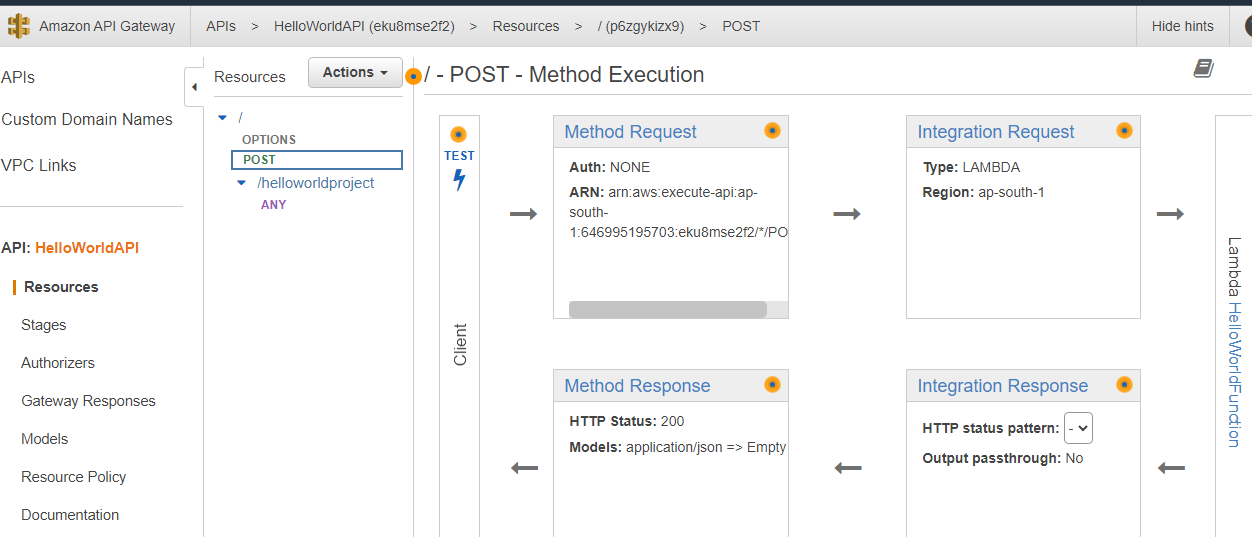 Amazon API Gateway APIs > HelloWorldAPI (eku8mse2f2) > Resources > / (p6zgykizx9) > POST Hide hints
APIs
Custom Domain Names
VPC Links
API: HelloWorldAPI
Resources
Stages
Authorizers
Gateway Responses
Models
Resource Policy
Documentation
Resources
Actions
/
OPTIONS
POST
/helloworldproject
ANY
/ - POST - Method Execution
TEST
Client
Method Request
Auth: NONE
ARN: arn:aws:execute-api:ap-
south-
1:646995195703:eku8mse2f2/*/PO
Integration Request
Type: LAMBDA
Region: ap-south-1
Lambda HelloWorldFunction
Method Response
HTTP Status: 200
Models: application/json => Empty
Integration Response
HTTP status pattern: -
Output passthrough: No